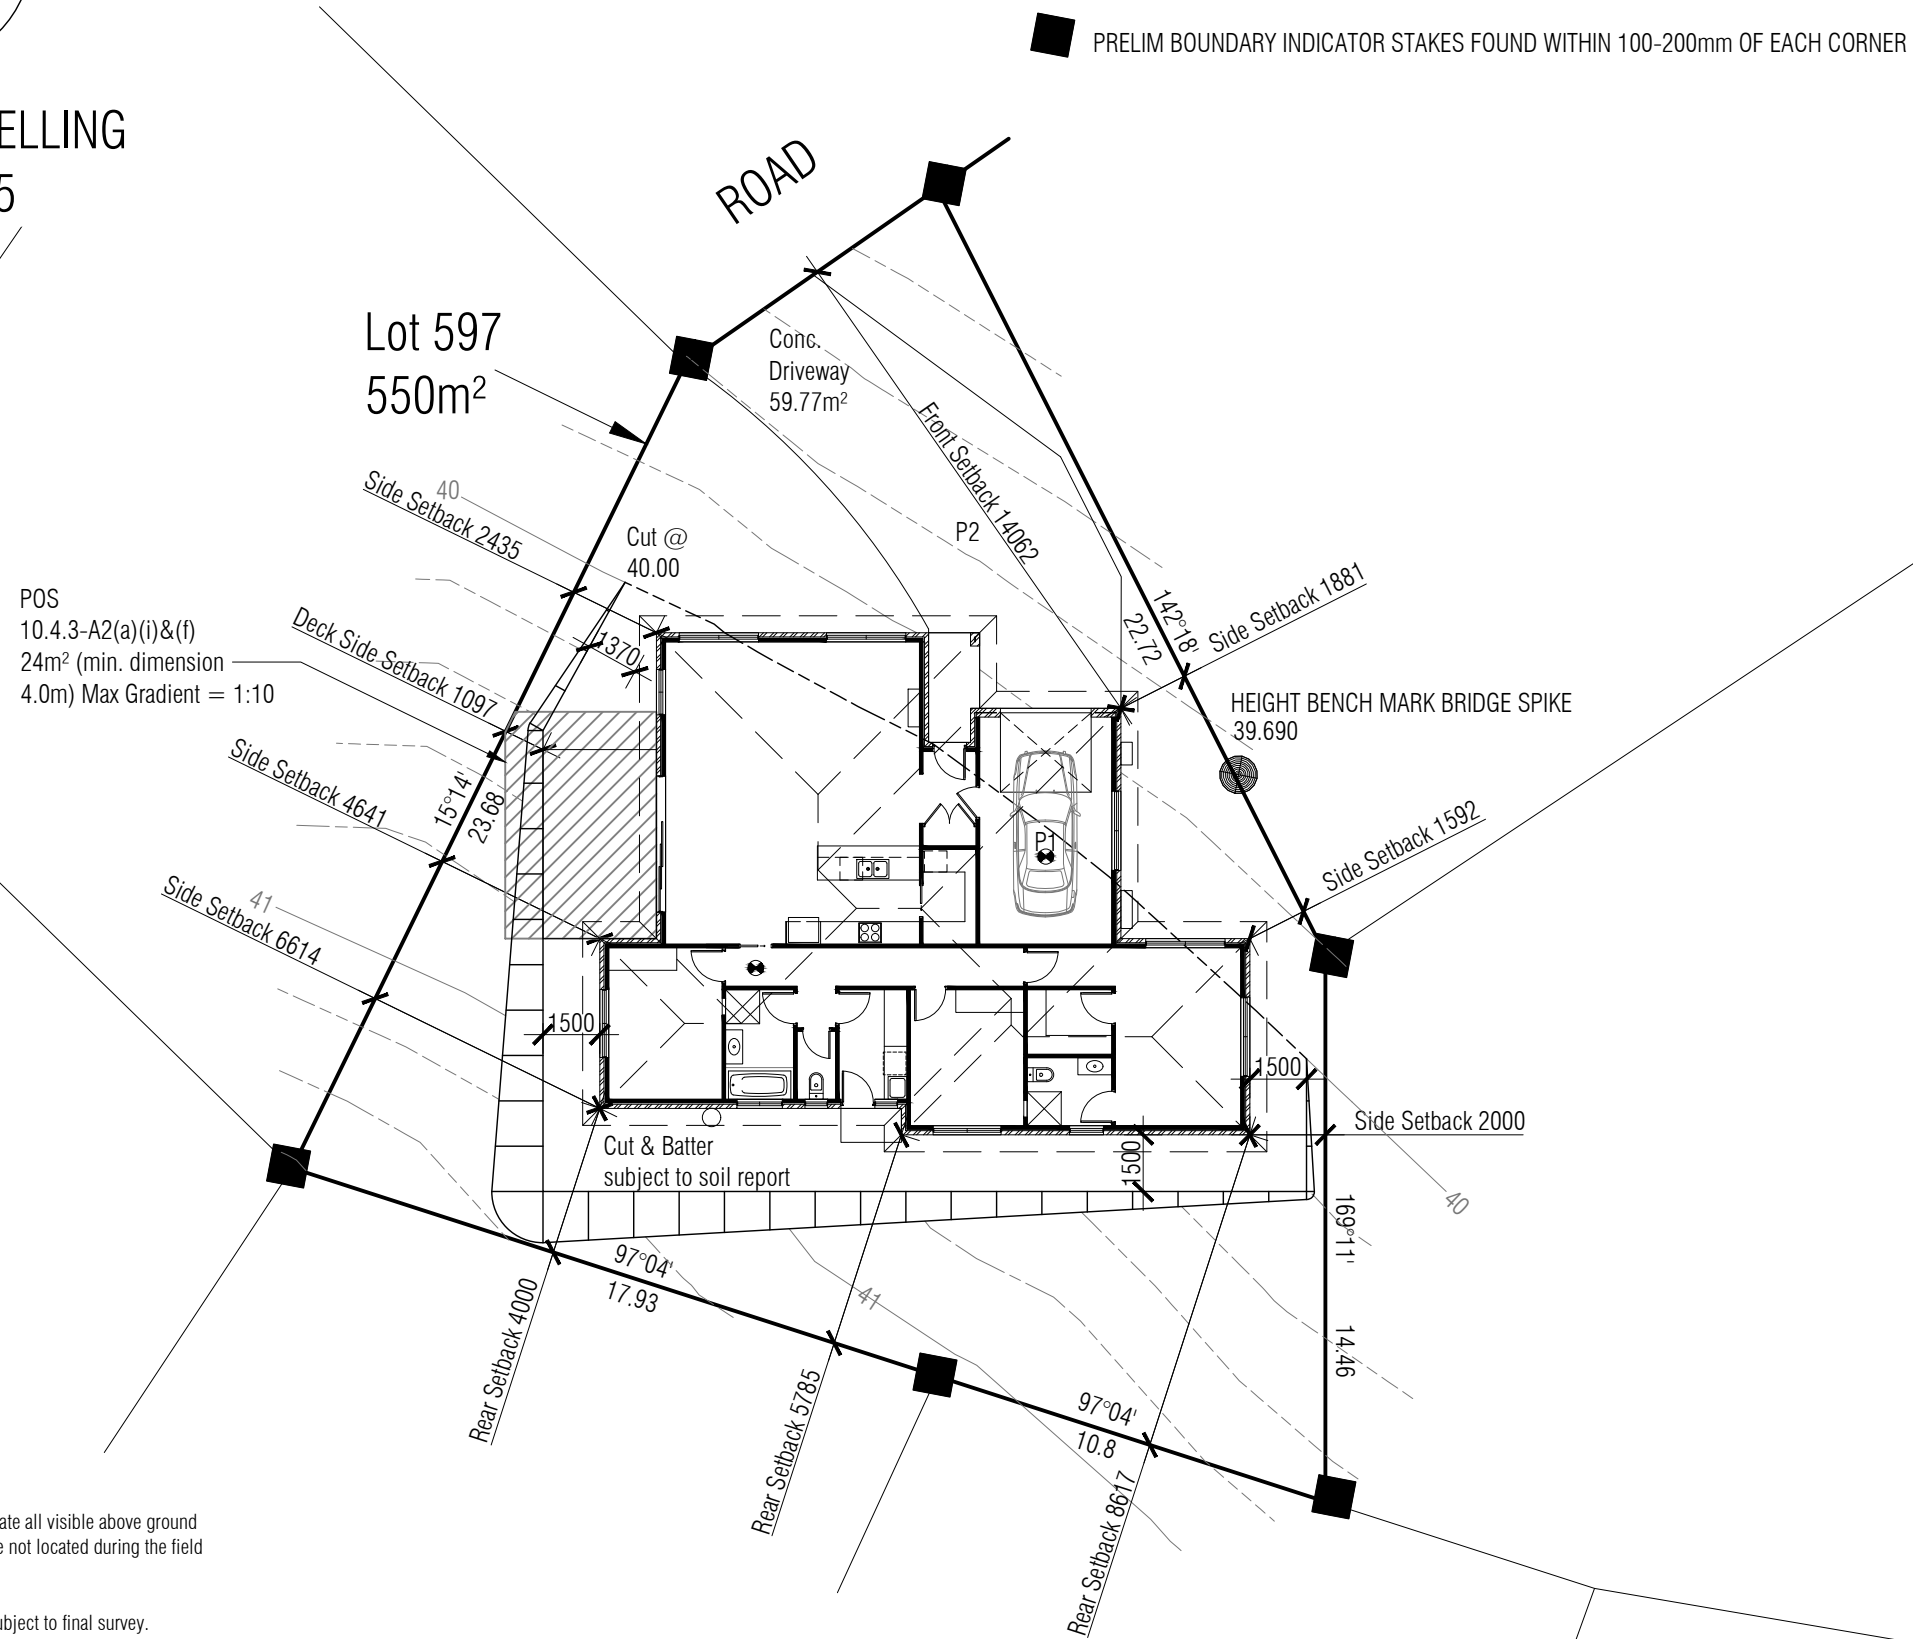 PRELIM BOUNDARY INDICATOR STAKES FOUND WITHIN 100-200mm OF EACH CORNER
ELLING
5
ROAD
Lot 597
550m²
Conc.
Driveway
59.77m²
Front Setback 14062
Side Setback 2435
40
Cut @
40.00
P2
142°18'
22.72
Side Setback 1881
POS
10.4.3-A2(a)(i)&(f)
24m² (min. dimension
4.0m) Max Gradient = 1:10
Deck Side Setback 1097
1370
HEIGHT BENCH MARK BRIDGE SPIKE
39.690
Side Setback 4641
15°14'
23.68
P1
Side Setback 1592
Side Setback 6614
41
1500
1500
Side Setback 2000
Cut & Batter
subject to soil report
1500
40
169°11'
14.46
97°04'
17.93
41
Rear Setback 4000
Rear Setback 5785
97°04'
10.8
Rear Setback 8617
ate all visible above ground
e not located during the field
bject to final survey.